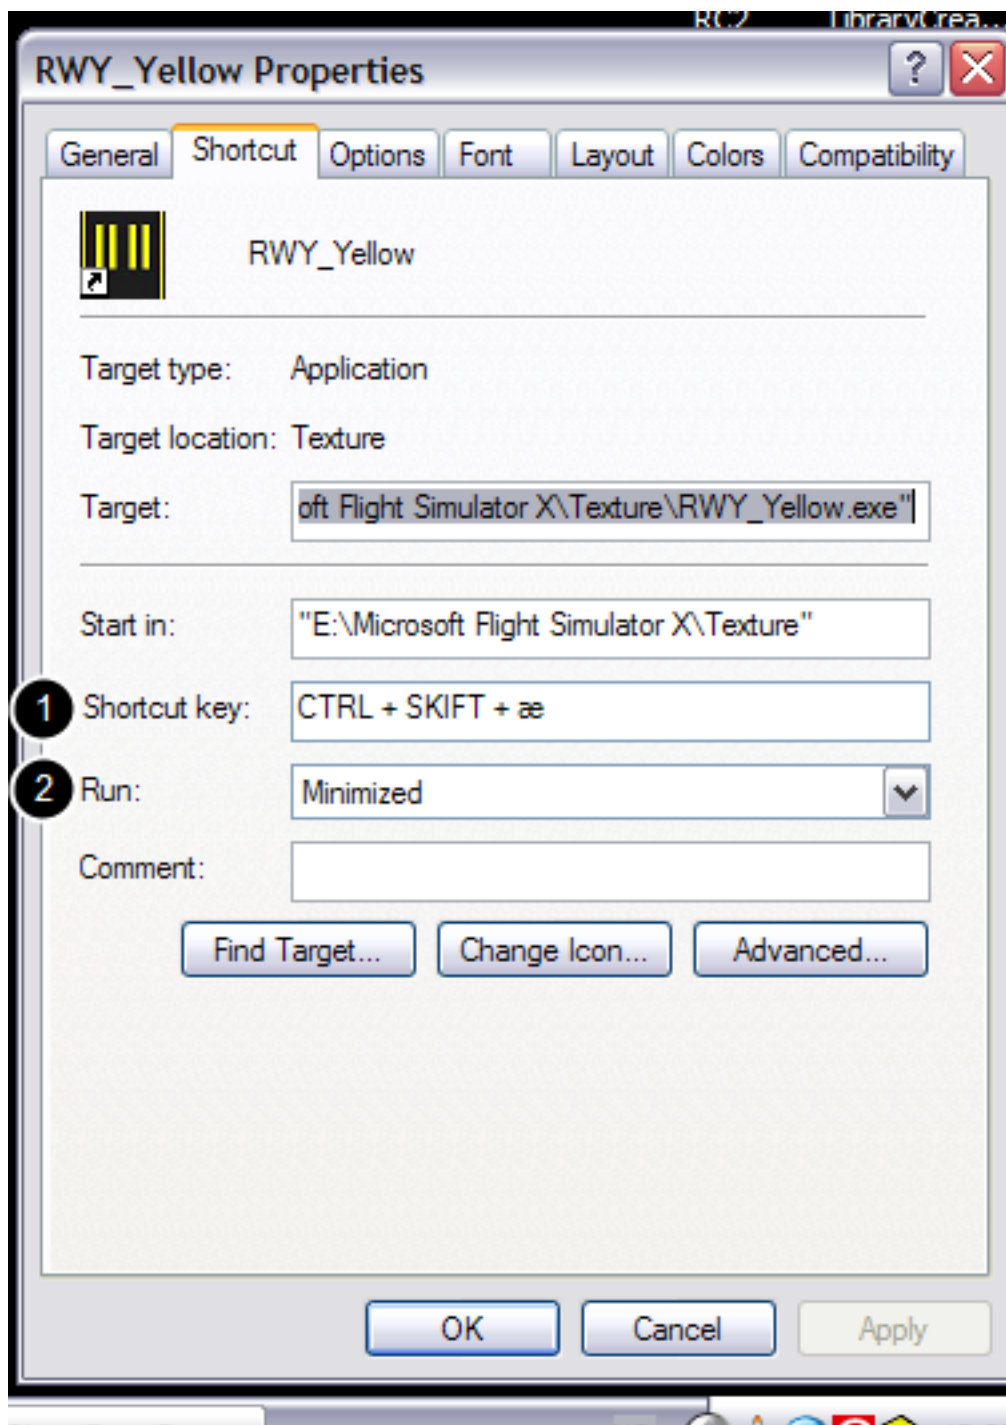 RC2 LibraryCrea...
RWY_Yellow Properties
General Shortcut Options Font Layout Colors Compatibility
RWY_Yellow
Target type: Application
Target location: Texture
Target: oft Flight Simulator X\Texture\RWY_Yellow.exe"
Start in: "E:\Microsoft Flight Simulator X\Texture"
1 Shortcut key: CTRL + SKIFT + æ
2 Run: Minimized
Comment:
Find Target... Change Icon... Advanced...
OK Cancel Apply